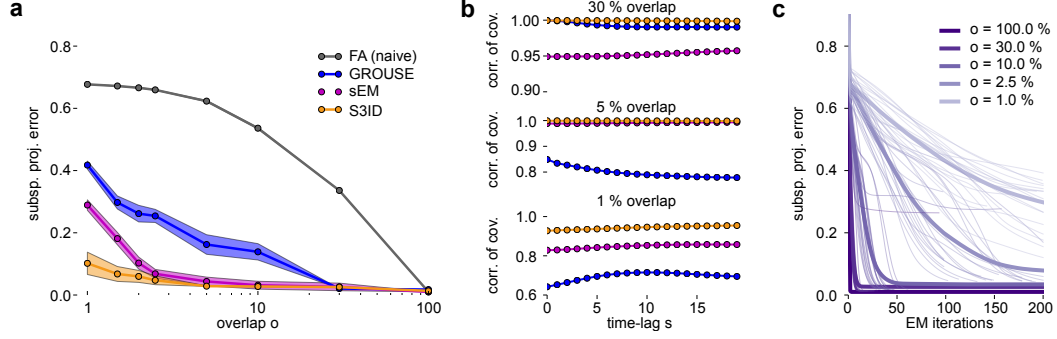 a
subsp. proj. error
0.8
0.6
0.4
0.2
0.0
1
10
100
overlap o
FA (naive)
GROUSE
sEM
S3ID
b
30 % overlap
corr. of cov.
1.00
0.95
0.90
5 % overlap
corr. of cov.
1.0
0.9
0.8
1 % overlap
corr. of cov.
1.0
0.8
0.6
0
5
10
15
time-lag s
c
subsp. proj. error
0.8
0.6
0.4
0.2
0.0
0
50
100
150
200
EM iterations
o = 100.0 %
o = 30.0 %
o = 10.0 %
o = 2.5 %
o = 1.0 %